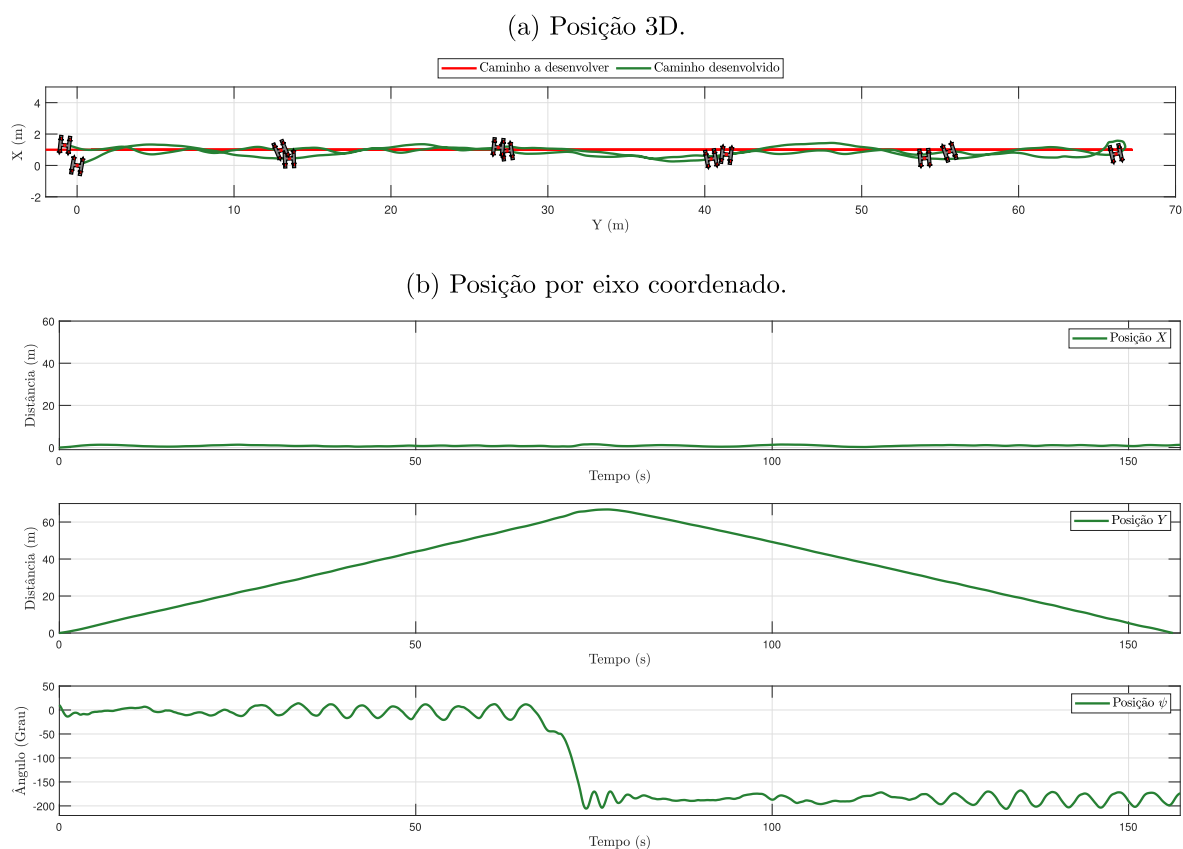 (a) Posição 3D.
Caminho a desenvolver Caminho desenvolvido
4
2
0
-2
X (m)
0 10 20 30 40 50 60 70
Y (m)
(b) Posição por eixo coordenado.
60
40
20
0
Distância (m)
Posição X
0 50 100 150
Tempo (s)
60
40
20
0
Distância (m)
Posição Y
0 50 100 150
Tempo (s)
50
0
-50
-100
-150
-200
Ângulo (Grau)
Posição ψ
0 50 100 150
Tempo (s)